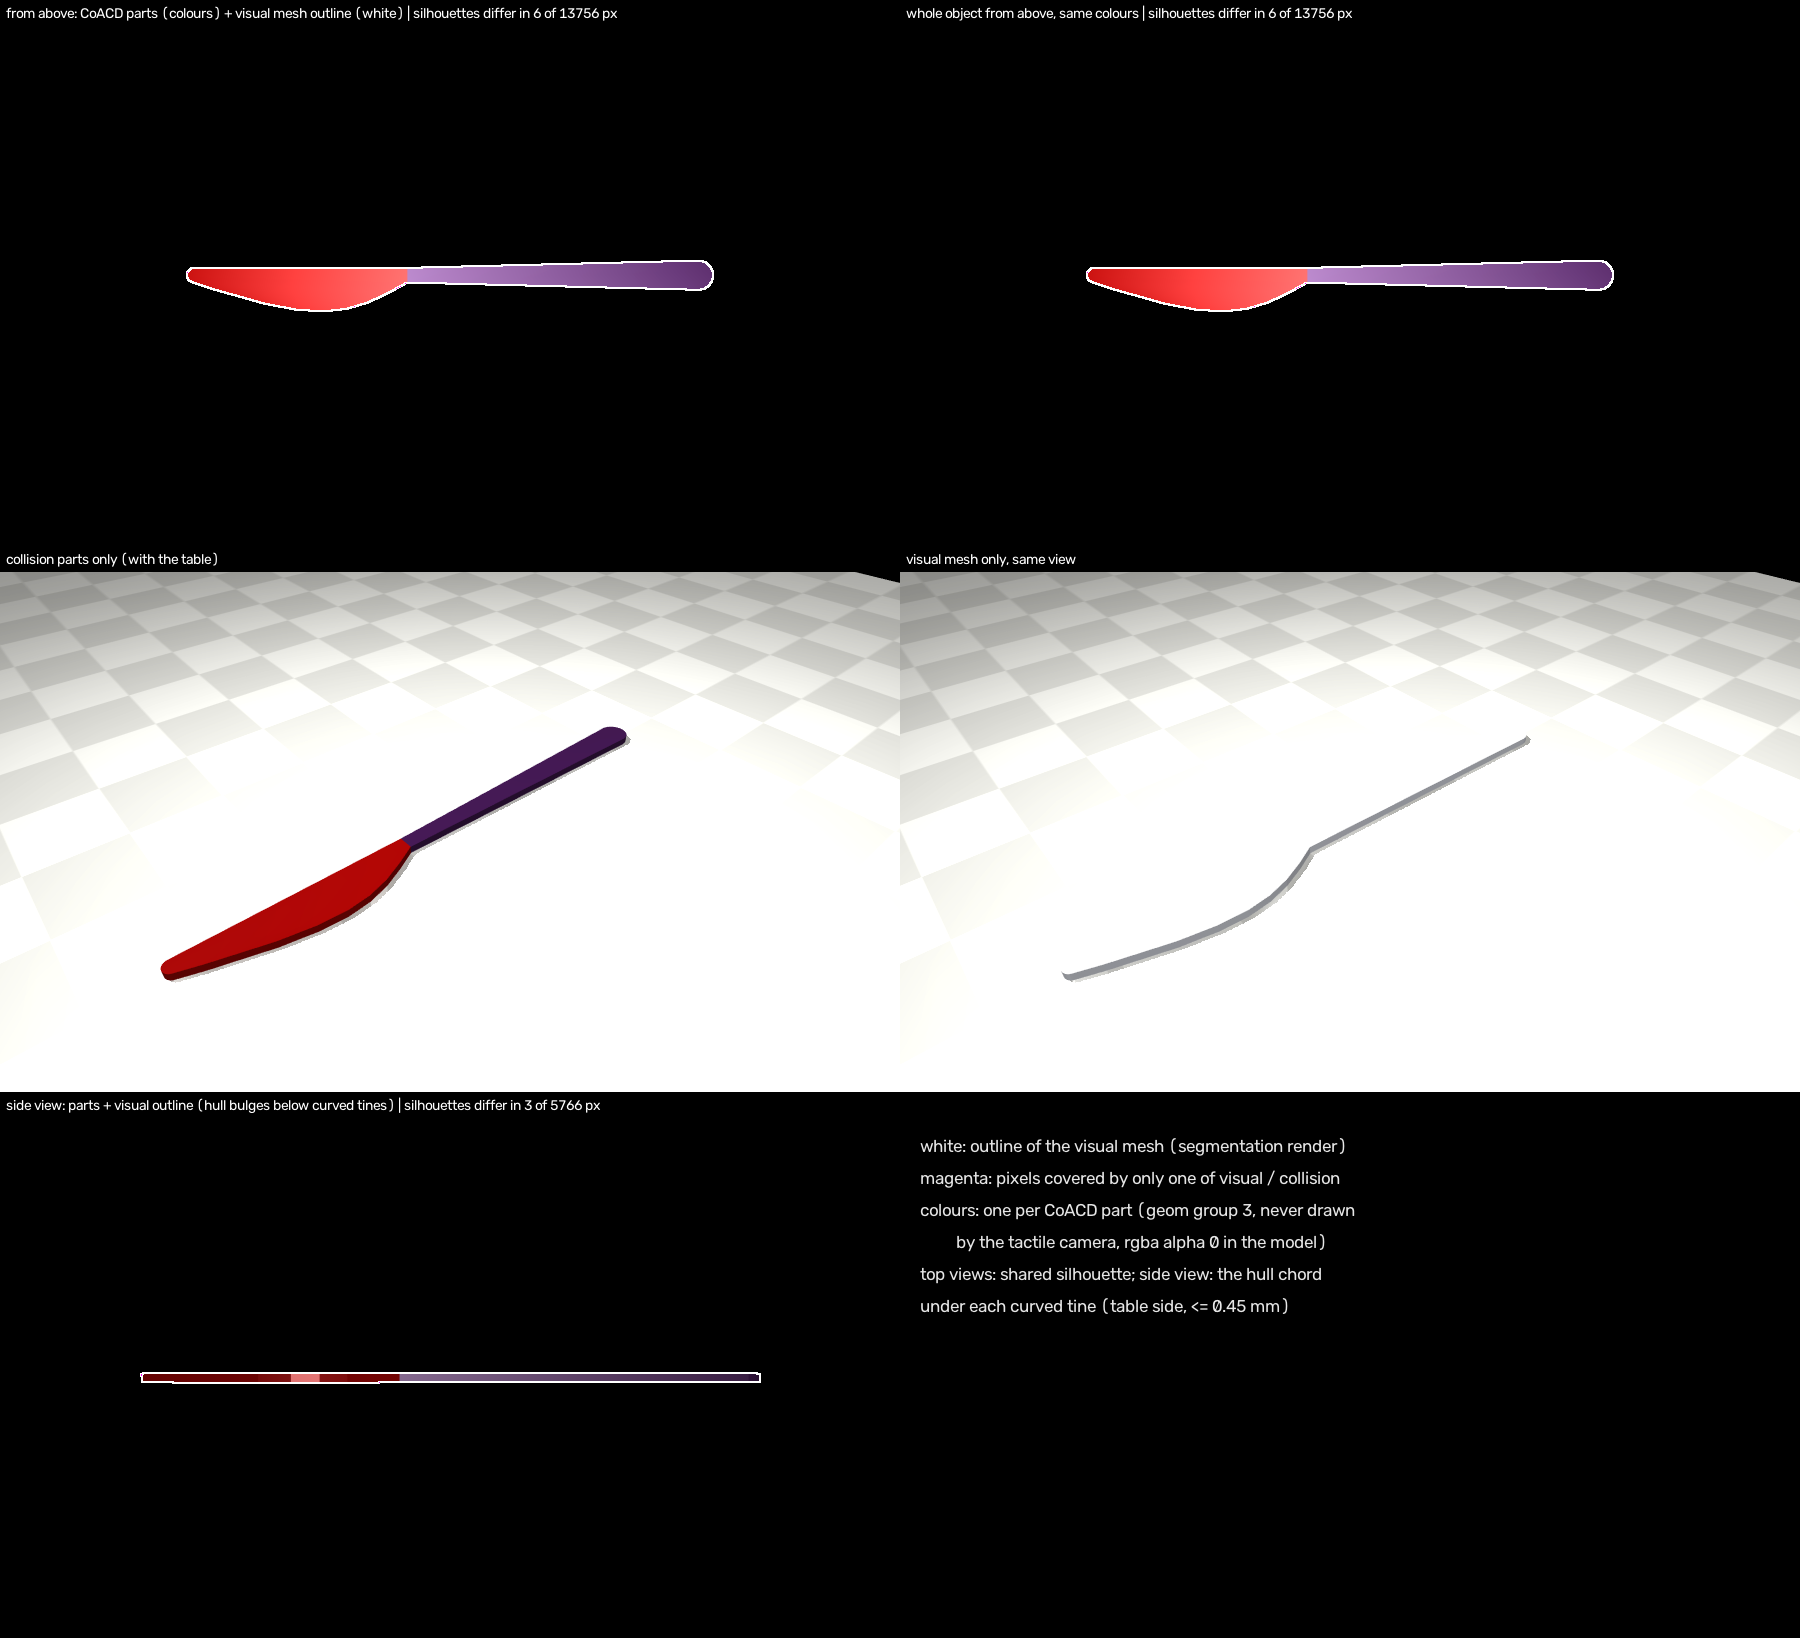 from above: CoACD parts (colours) + visual mesh outline (white) | silhouettes differ in 6 of 13756 px
whole object from above, same colours | silhouettes differ in 6 of 13756 px
collision parts only (with the table)
visual mesh only, same view
side view: parts + visual outline (hull bulges below curved tines) | silhouettes differ in 3 of 5766 px
white: outline of the visual mesh (segmentation render)
magenta: pixels covered by only one of visual / collision
colours: one per CoACD part (geom group 3, never drawn
by the tactile camera, rgba alpha 0 in the model)
top views: shared silhouette; side view: the hull chord
under each curved tine (table side, <= 0.45 mm)